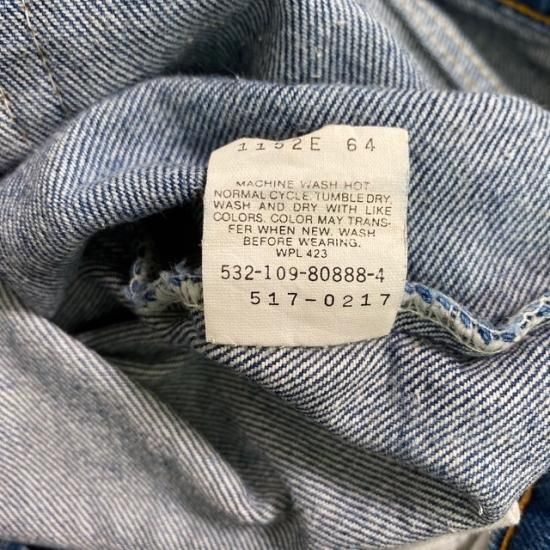 1152E 64
MACHINE WASH HOT
NORMAL CYCLE. TUMBLE DRY.
WASH AND DRY WITH LIKE
COLORS. COLOR MAY TRANS-
FER WHEN NEW. WASH
BEFORE WEARING.
WPL 423
532-109-80888-4
517-0217